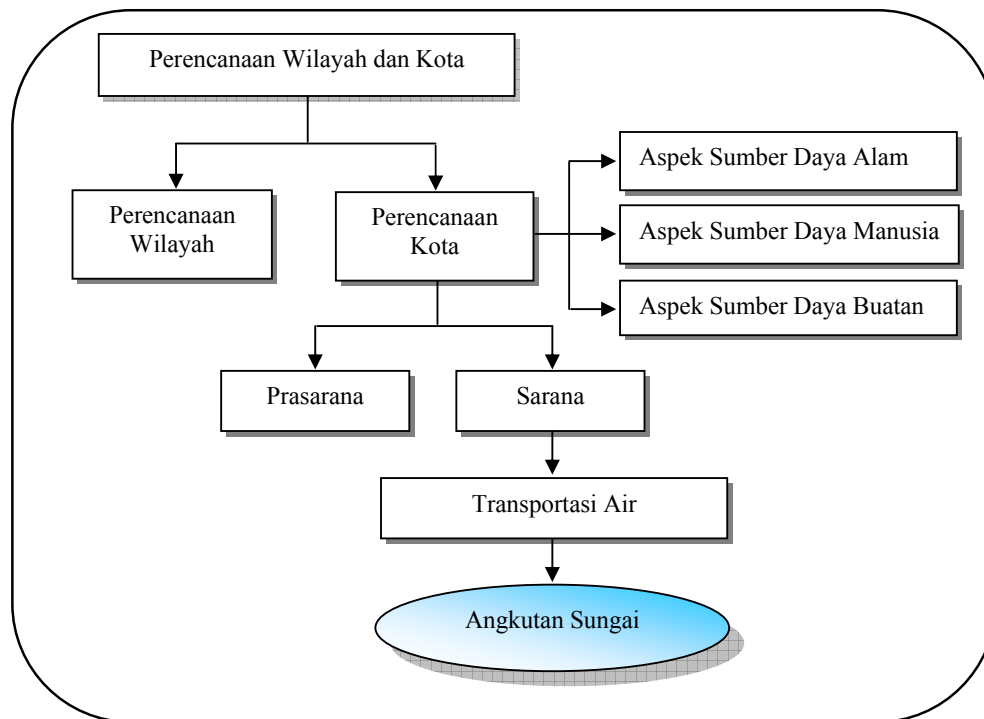 Perencanaan Wilayah dan Kota
Aspek Sumber Daya Alam
Perencanaan
Wilayah
Perencanaan
Kota
Aspek Sumber Daya Manusia
Aspek Sumber Daya Buatan
Prasarana
Sarana
Transportasi Air
Angkutan Sungai